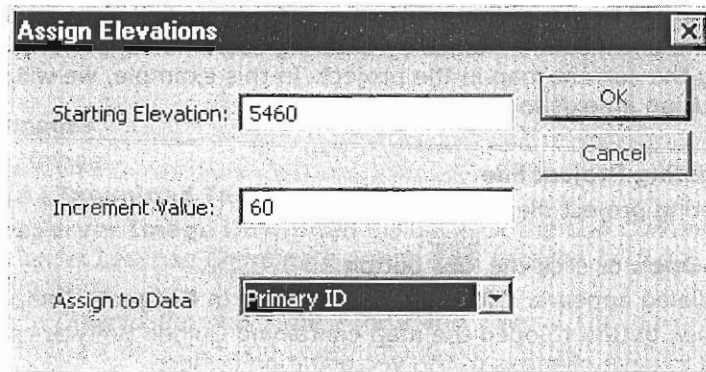 Assign Elevations
Starting Elevation: 5460
OK
Cancel
Increment Value: 60
Assign to Data Primary ID